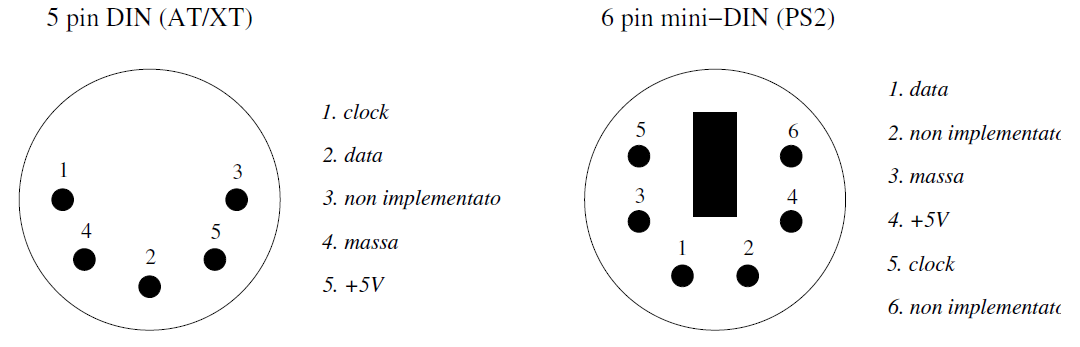 5 pin DIN (AT/XT)
1
3
4
5
2
1. clock
2. data
3. non implementato
4. massa
5. +5V
6 pin mini−DIN (PS2)
5
6
3
4
1
2
1. data
2. non implementato
3. massa
4. +5V
5. clock
6. non implementato